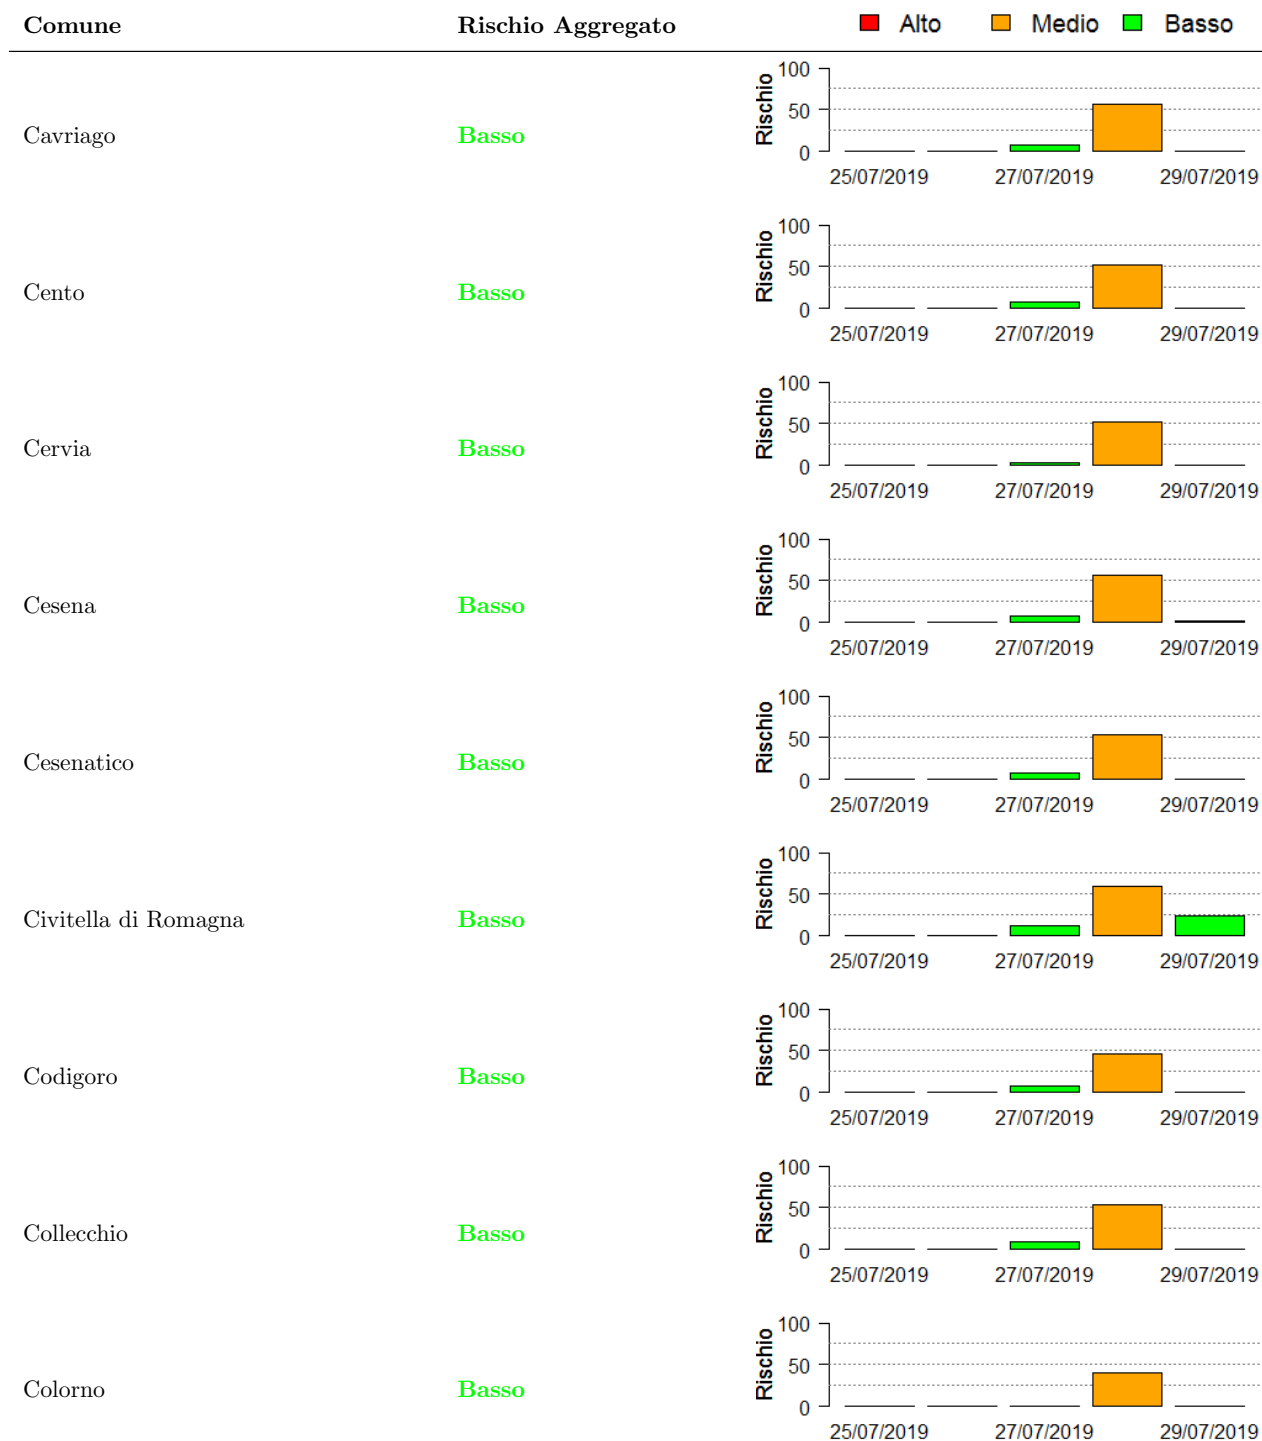 Comune Rischio Aggregato Alto Medio Basso
100
50
0
Rischio
Cavriago Basso
25/07/2019 27/07/2019 29/07/2019
100
50
0
Rischio
Cento Basso
25/07/2019 27/07/2019 29/07/2019
100
50
0
Rischio
Cervia Basso
25/07/2019 27/07/2019 29/07/2019
100
50
0
Rischio
Cesena Basso
25/07/2019 27/07/2019 29/07/2019
100
50
0
Rischio
Cesenatico Basso
25/07/2019 27/07/2019 29/07/2019
100
50
0
Rischio
Civitella di Romagna Basso
25/07/2019 27/07/2019 29/07/2019
100
50
0
Rischio
Codigoro Basso
25/07/2019 27/07/2019 29/07/2019
100
50
0
Rischio
Collecchio Basso
25/07/2019 27/07/2019 29/07/2019
100
50
0
Rischio
Colorno Basso
25/07/2019 27/07/2019 29/07/2019